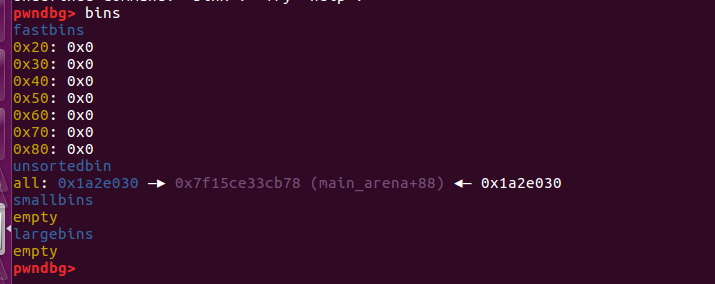 pwndbg> bins
fastbins
0x20: 0x0
0x30: 0x0
0x40: 0x0
0x50: 0x0
0x60: 0x0
0x70: 0x0
0x80: 0x0
unsortedbin
all: 0x1a2e030 —▸ 0x7f15ce33cb78 (main_arena+88) ◂— 0x1a2e030
smallbins
empty
largebins
empty
pwndbg>